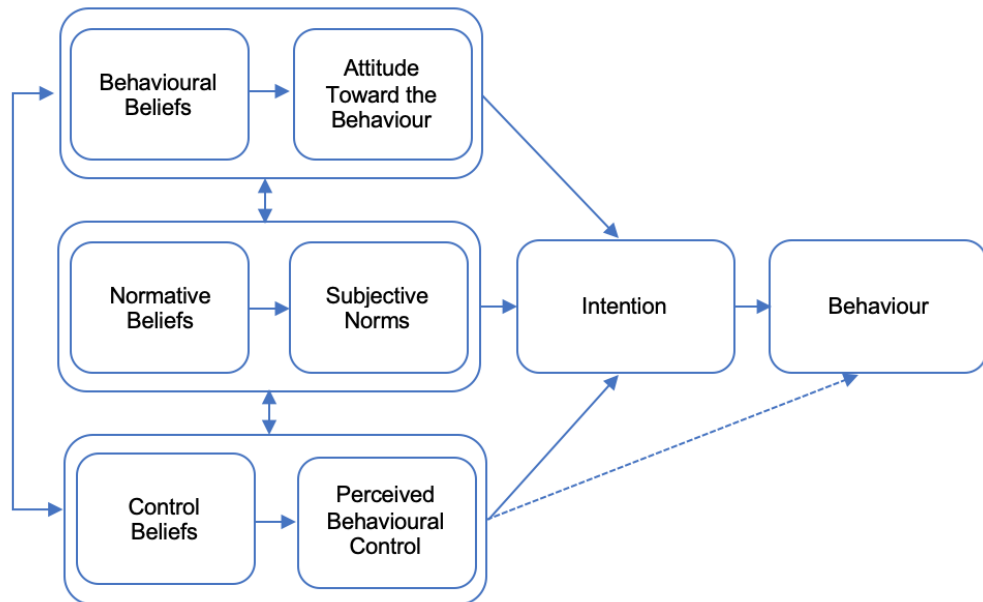 Behavioural
Beliefs
Attitude
Toward the
Behaviour
Normative
Beliefs
Subjective
Norms
Intention
Behaviour
Control
Beliefs
Perceived
Behavioural
Control